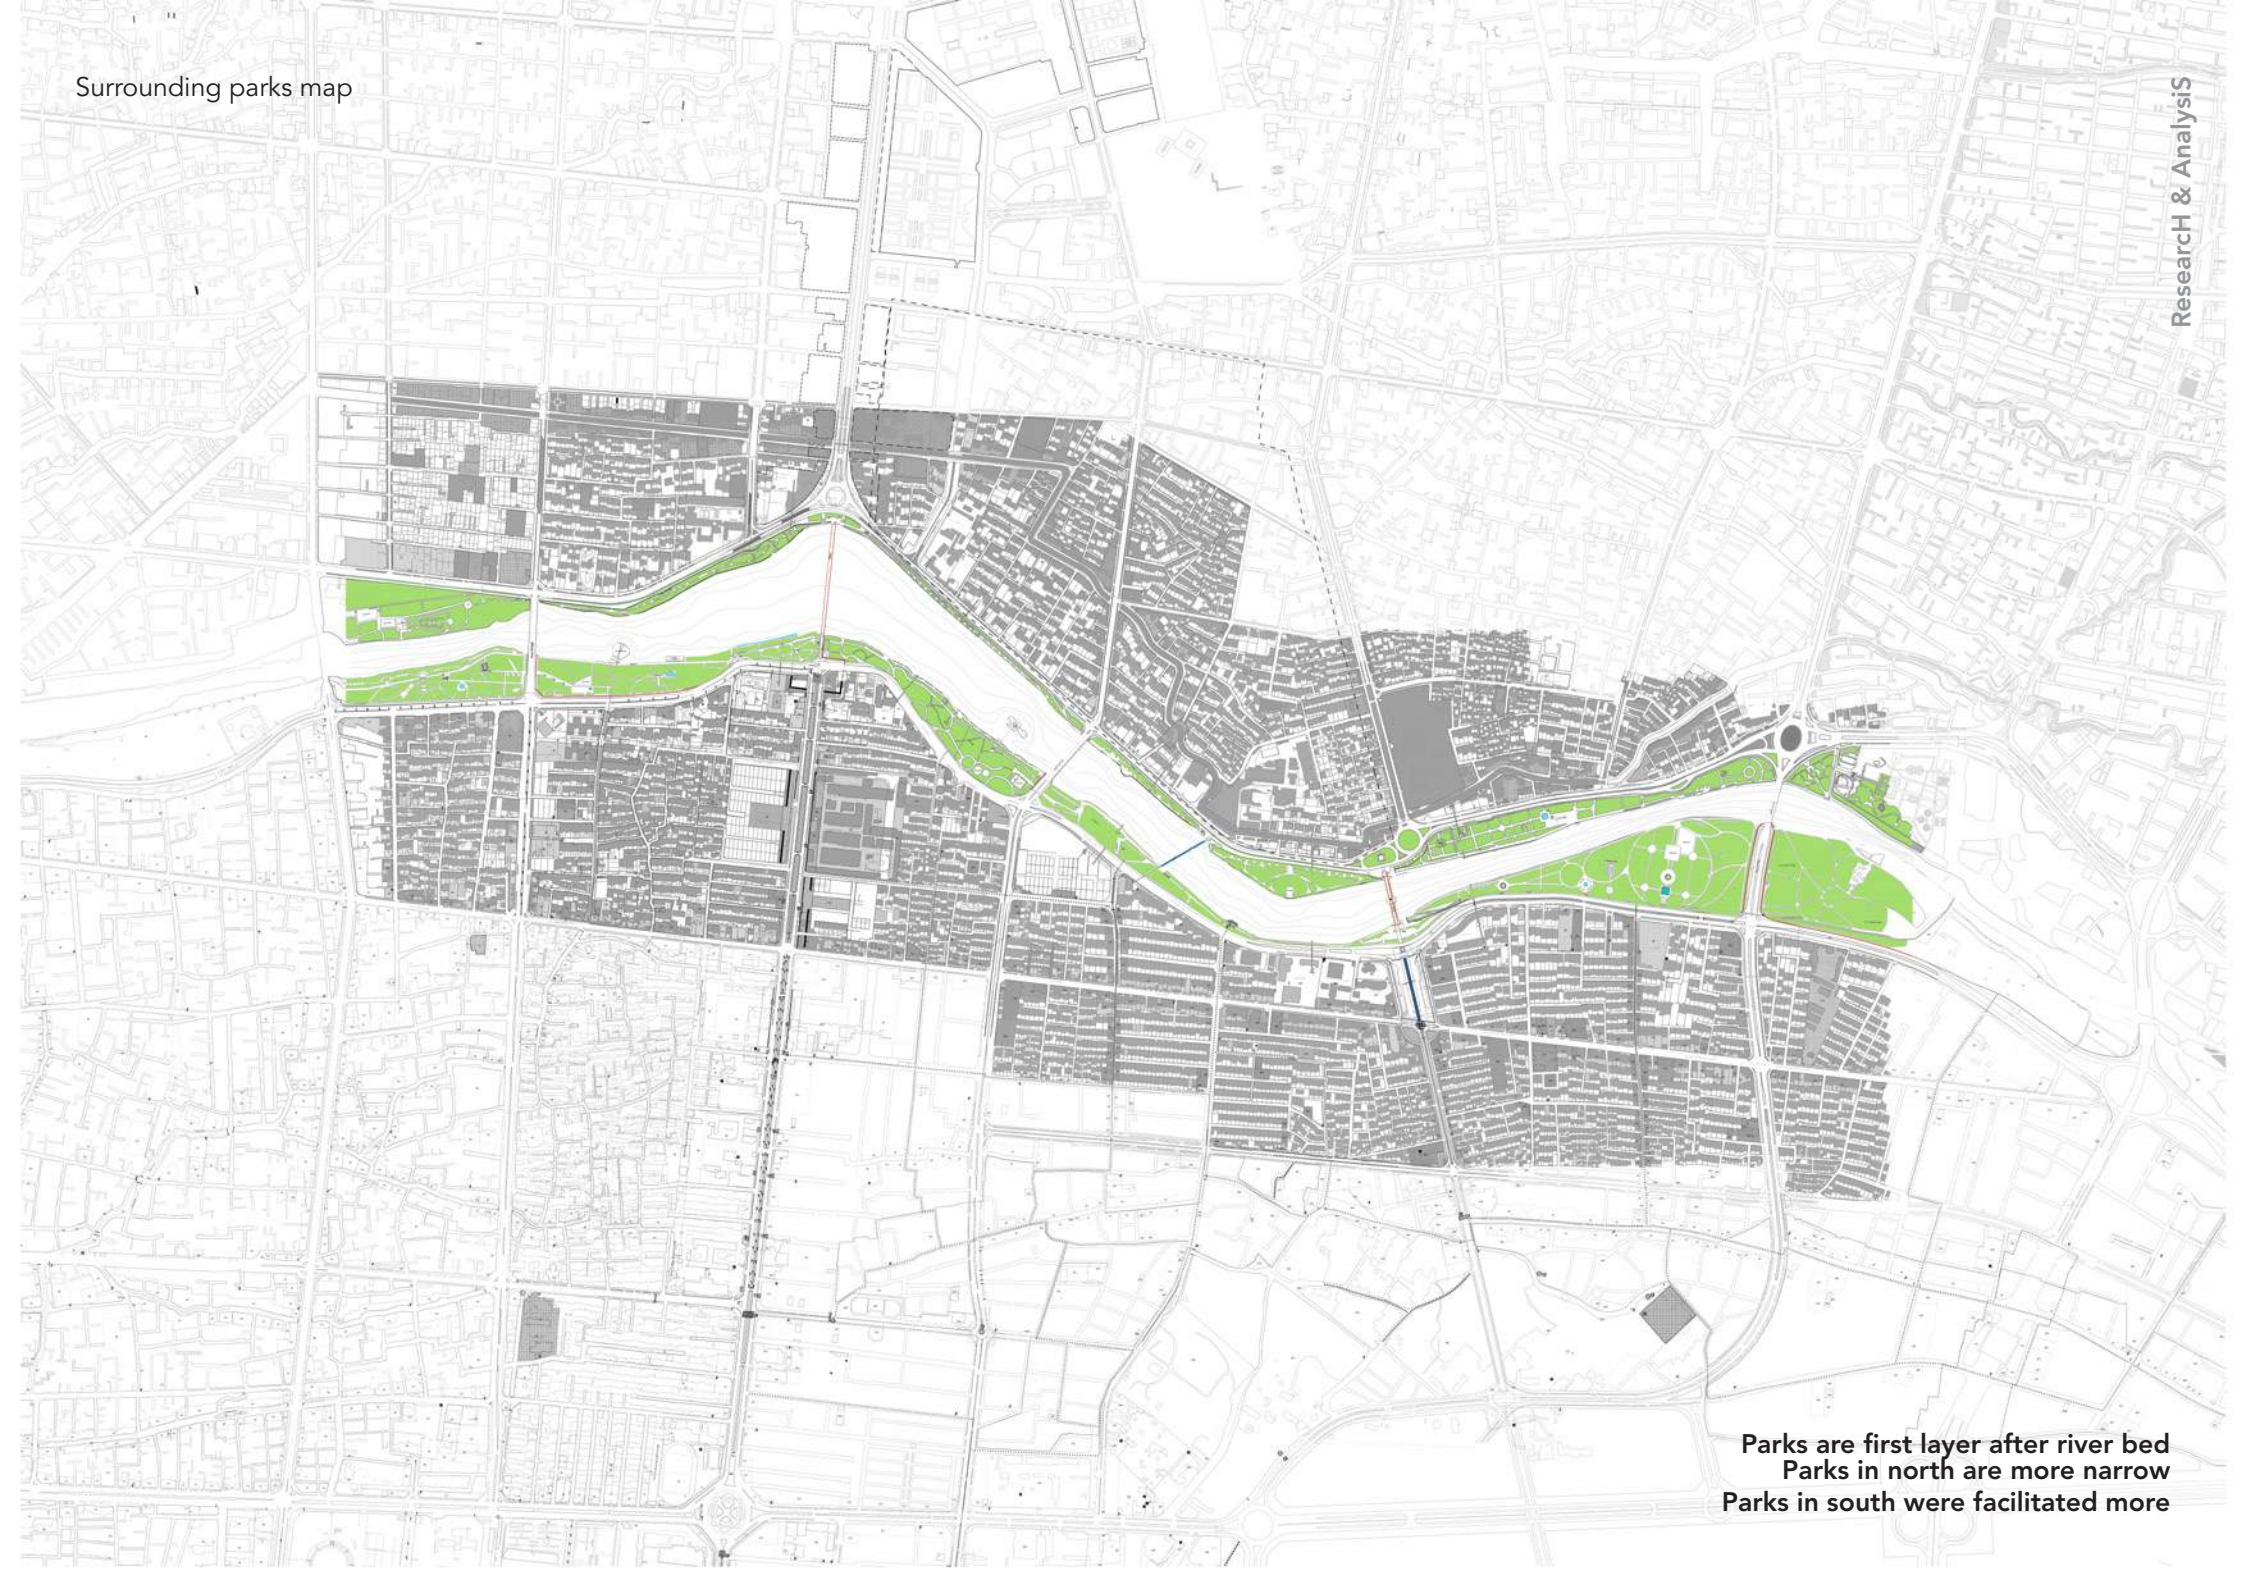 Surrounding parks map
ResearcH & AnalysiS
Parks are first layer after river bed
Parks in north are more narrow
Parks in south were facilitated more